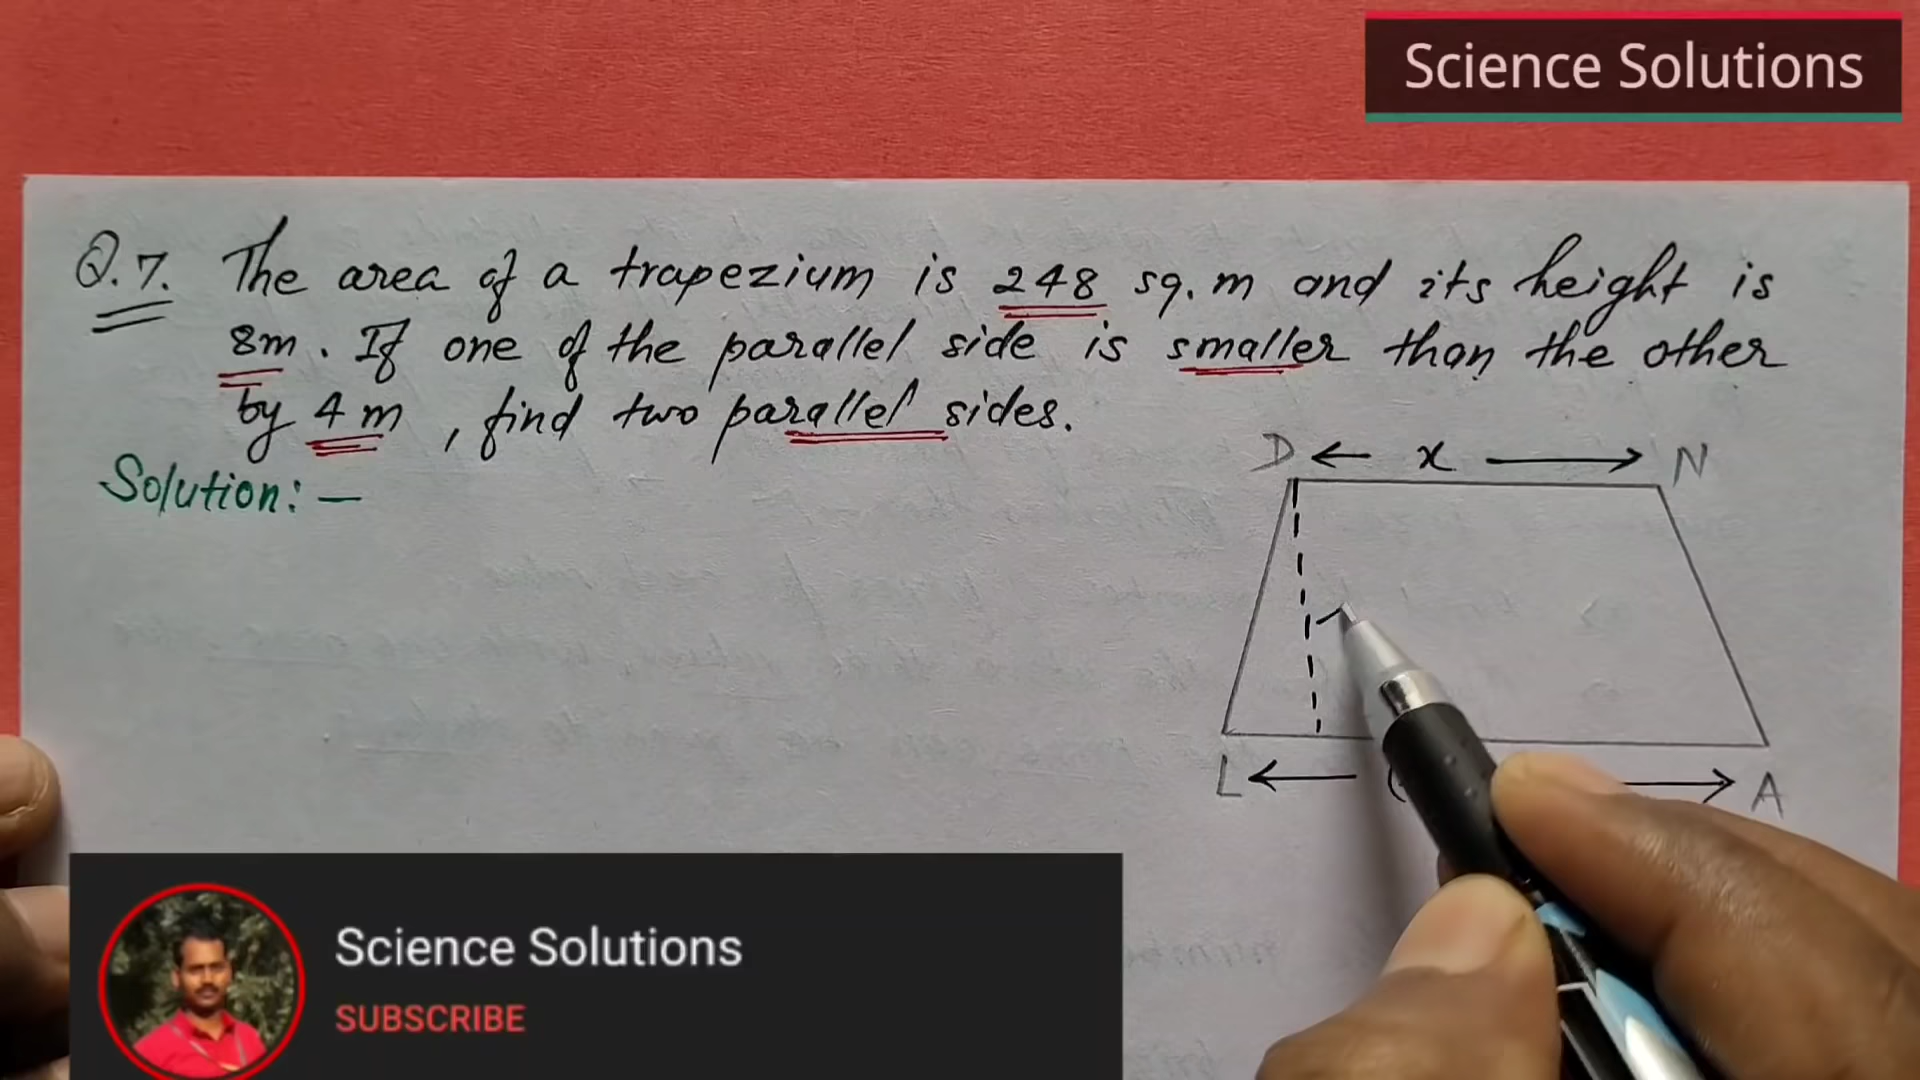 Science Solutions
Q.7. The area of a trapezium is 248 sq.m and its height is
8m. If one of the parallel side is smaller than the other
by 4 m, find two parallel sides.
Solution:-
D ← x → N
L ← ( → A
Science Solutions
SUBSCRIBE